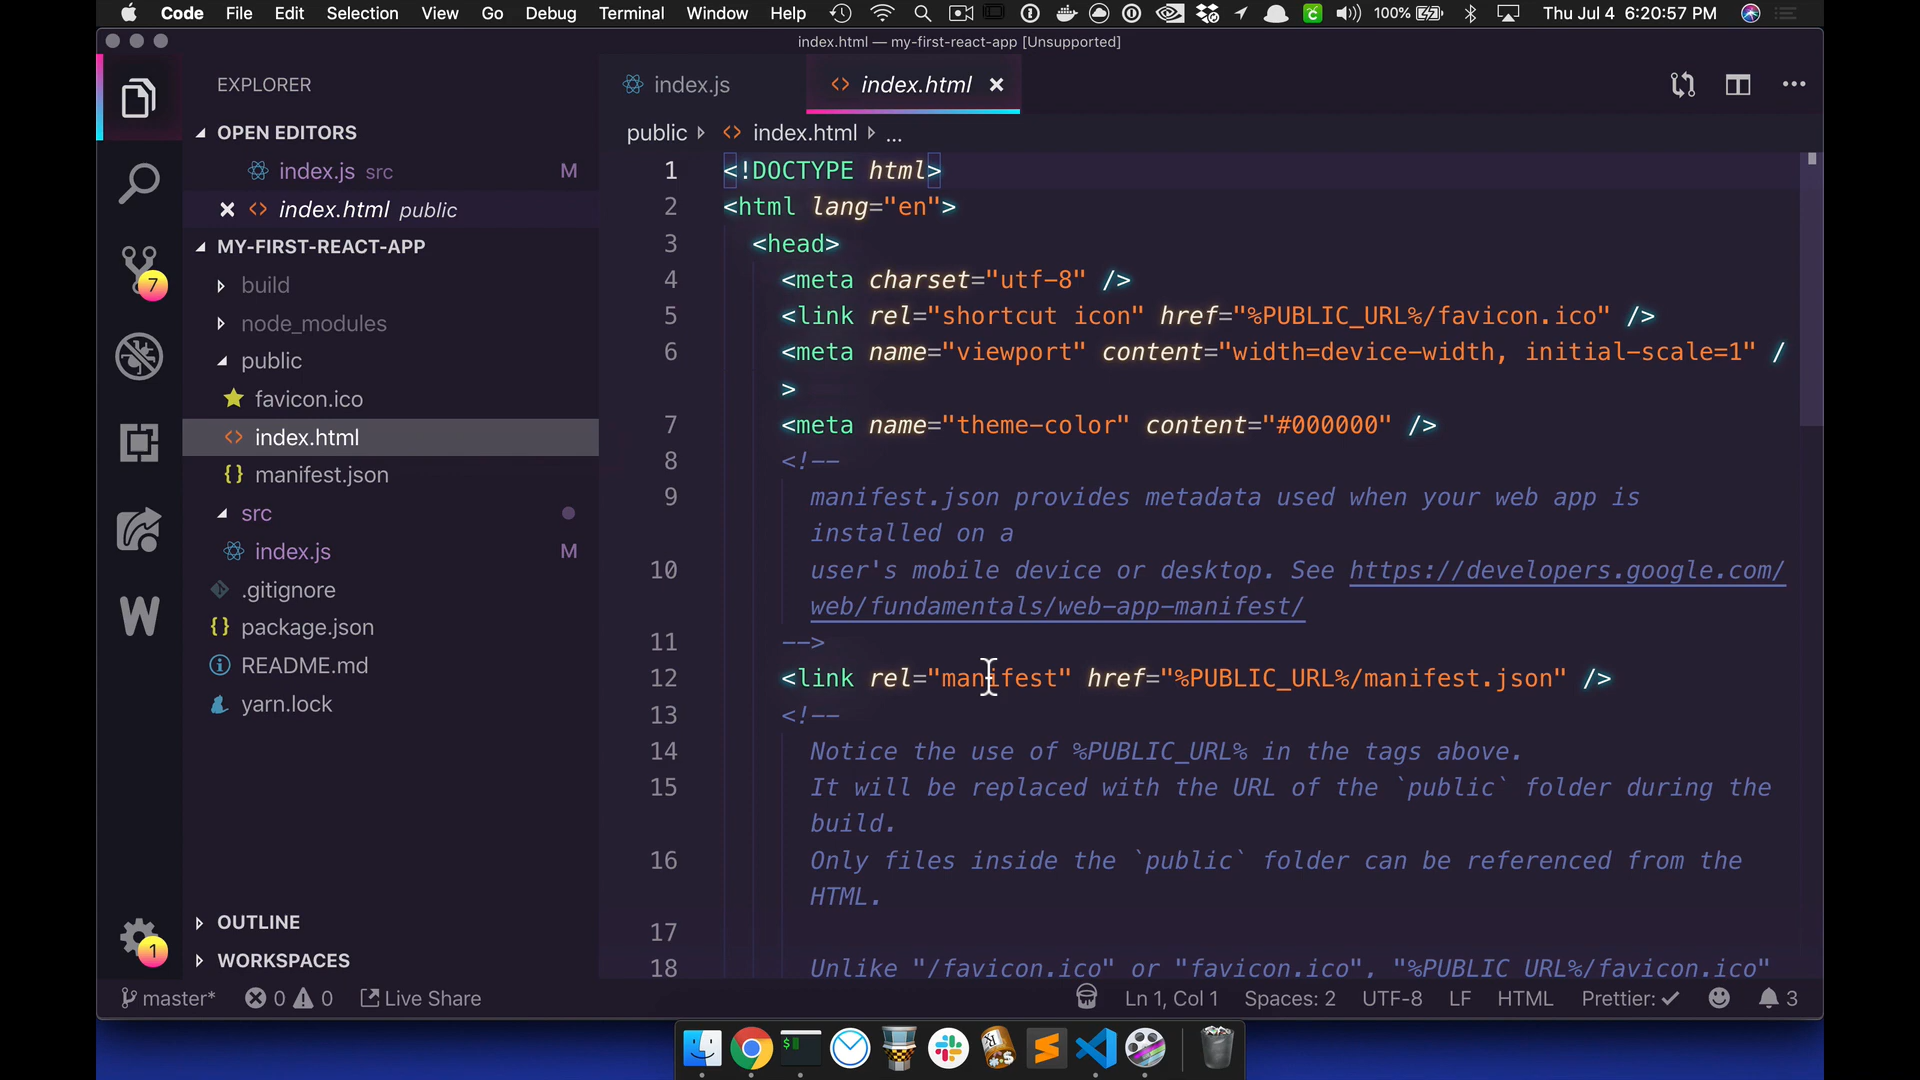 Code File Edit Selection View Go Debug Terminal Window Help 100% Thu Jul 4 6:20:57 PM
index.html — my-first-react-app [Unsupported]
EXPLORER
OPEN EDITORS
index.js src M
index.html public
MY-FIRST-REACT-APP
7
build
node_modules
public
favicon.ico
index.html
manifest.json
src
index.js M
.gitignore
package.json
README.md
yarn.lock
W
OUTLINE
WORKSPACES
1
index.js
index.html
public index.html ...
1 <!DOCTYPE html>
2 <html lang="en">
3 <head>
4 <meta charset="utf-8" />
5 <link rel="shortcut icon" href="%PUBLIC_URL%/favicon.ico" />
6 <meta name="viewport" content="width=device-width, initial-scale=1" /
>
7 <meta name="theme-color" content="#000000" />
8 <!--
9 manifest.json provides metadata used when your web app is
installed on a
10 user's mobile device or desktop. See https://developers.google.com/
web/fundamentals/web-app-manifest/
11 -->
12 <link rel="manifest" href="%PUBLIC_URL%/manifest.json" />
13 <!--
14 Notice the use of %PUBLIC_URL% in the tags above.
15 It will be replaced with the URL of the `public` folder during the
build.
16 Only files inside the `public` folder can be referenced from the
HTML.
17
18 Unlike "/favicon.ico" or "favicon.ico", "%PUBLIC_URL%/favicon.ico"
master* 0 0 Live Share Ln 1, Col 1 Spaces: 2 UTF-8 LF HTML Prettier: 3